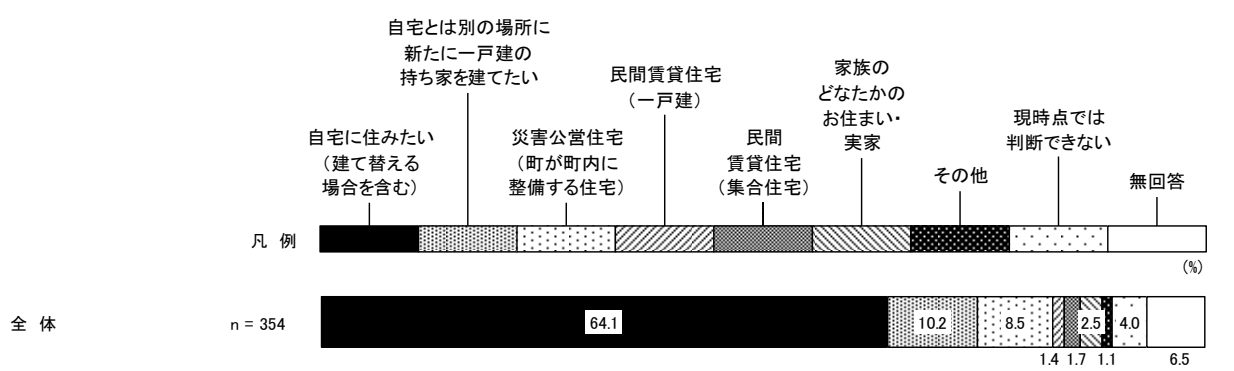 自宅とは別の場所に
新たに一戸建の
持ち家を建てたい
民間賃貸住宅
（一戸建）
家族の
どなたかの
お住まい・
実家
自宅に住みたい
（建て替える
場合を含む）
災害公営住宅
（町が町内に
整備する住宅）
民間
賃貸住宅
（集合住宅）
その他
現時点では
判断できない
無回答
凡 例
(%)
全 体
n = 354
64.1
10.2
8.5
1.4
1.7
2.5
1.1
4.0
6.5